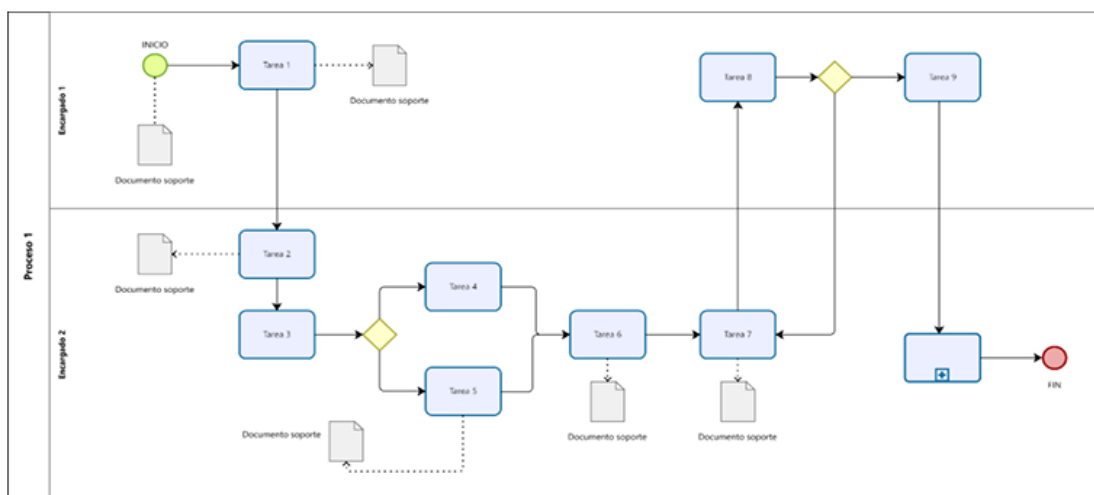 Proceso 1
Encargado 1
INICIO
Tarea 1
Documento soporte
Documento soporte
Tarea 8
Tarea 9
Encargado 2
Tarea 2
Documento soporte
Tarea 3
Tarea 4
Tarea 5
Documento soporte
Tarea 6
Documento soporte
Tarea 7
Documento soporte
FIN